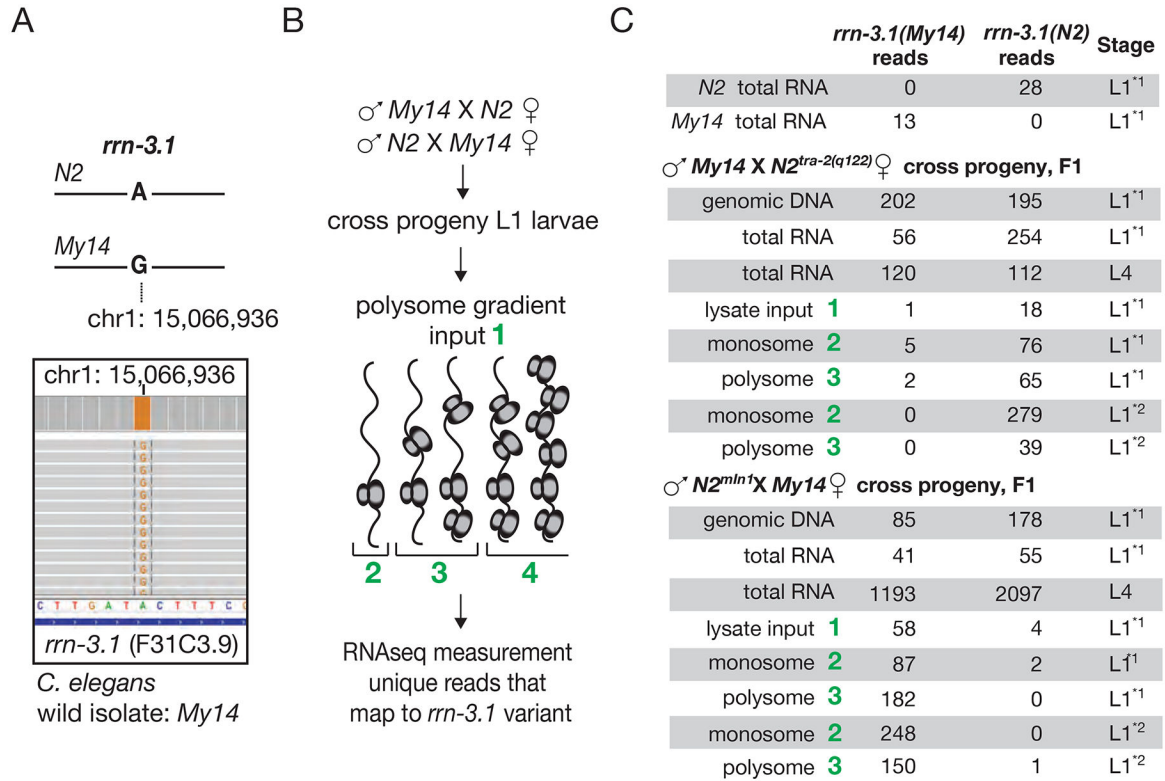 A
rrn-3.1
N2
A
My14
G
chr1: 15,066,936
chr1: 15,066,936
G
G
G
G
G
G
G
G
G
G
G
G
G
C T T G A T A C T T T C
rrn-3.1 (F31C3.9)
C. elegans
wild isolate: My14
B
♂ My14 X N2 ♀
♂ N2 X My14 ♀
cross progeny L1 larvae
polysome gradient
input 1
2 3 4
RNAseq measurement
unique reads that
map to rrn-3.1 variant
C
rrn-3.1(My14) reads rrn-3.1(N2) reads Stage
N2 total RNA 0 28 L1*1
My14 total RNA 13 0 L1*1
♂ My14 X N2tra-2(q122)♀ cross progeny, F1
genomic DNA 202 195 L1*1
total RNA 56 254 L1*1
total RNA 120 112 L4
lysate input 1 1 18 L1*1
monosome 2 5 76 L1*1
polysome 3 2 65 L1*1
monosome 2 0 279 L1*2
polysome 3 0 39 L1*2
♂ N2mIn1X My14♀ cross progeny, F1
genomic DNA 85 178 L1*1
total RNA 41 55 L1*1
total RNA 1193 2097 L4
lysate input 1 58 4 L1*1
monosome 2 87 2 L1*1
polysome 3 182 0 L1*1
monosome 2 248 0 L1*2
polysome 3 150 1 L1*2